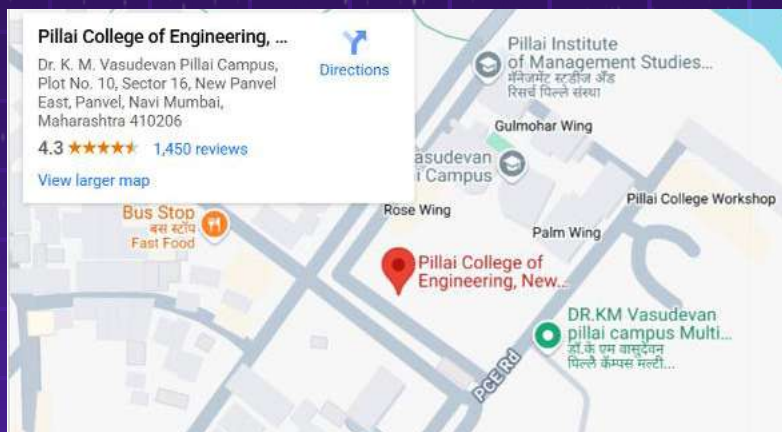 Pillai College of Engineering, ...
Dr. K. M. Vasudevan Pillai Campus,
Plot No. 10, Sector 16, New Panvel
East, Panvel, Navi Mumbai,
Maharashtra 410206
Directions
4.3
1,450 reviews
View larger map
Pillai Institute
of Management Studies...
मॅनेजमेंट स्टडीज अँड
रिसर्च पिल्ले संस्था
Gulmohar Wing
asudevan
i Campus
Pillai College Workshop
Rose Wing
Palm Wing
Bus Stop
बस स्टॉप
Fast Food
Pillai College of
Engineering, New...
DR.KM Vasudevan
pillai campus Multi...
डॉ.के एम वासुदेवन
पिल्लै कॅम्पस मल्टी...
PCE Rd